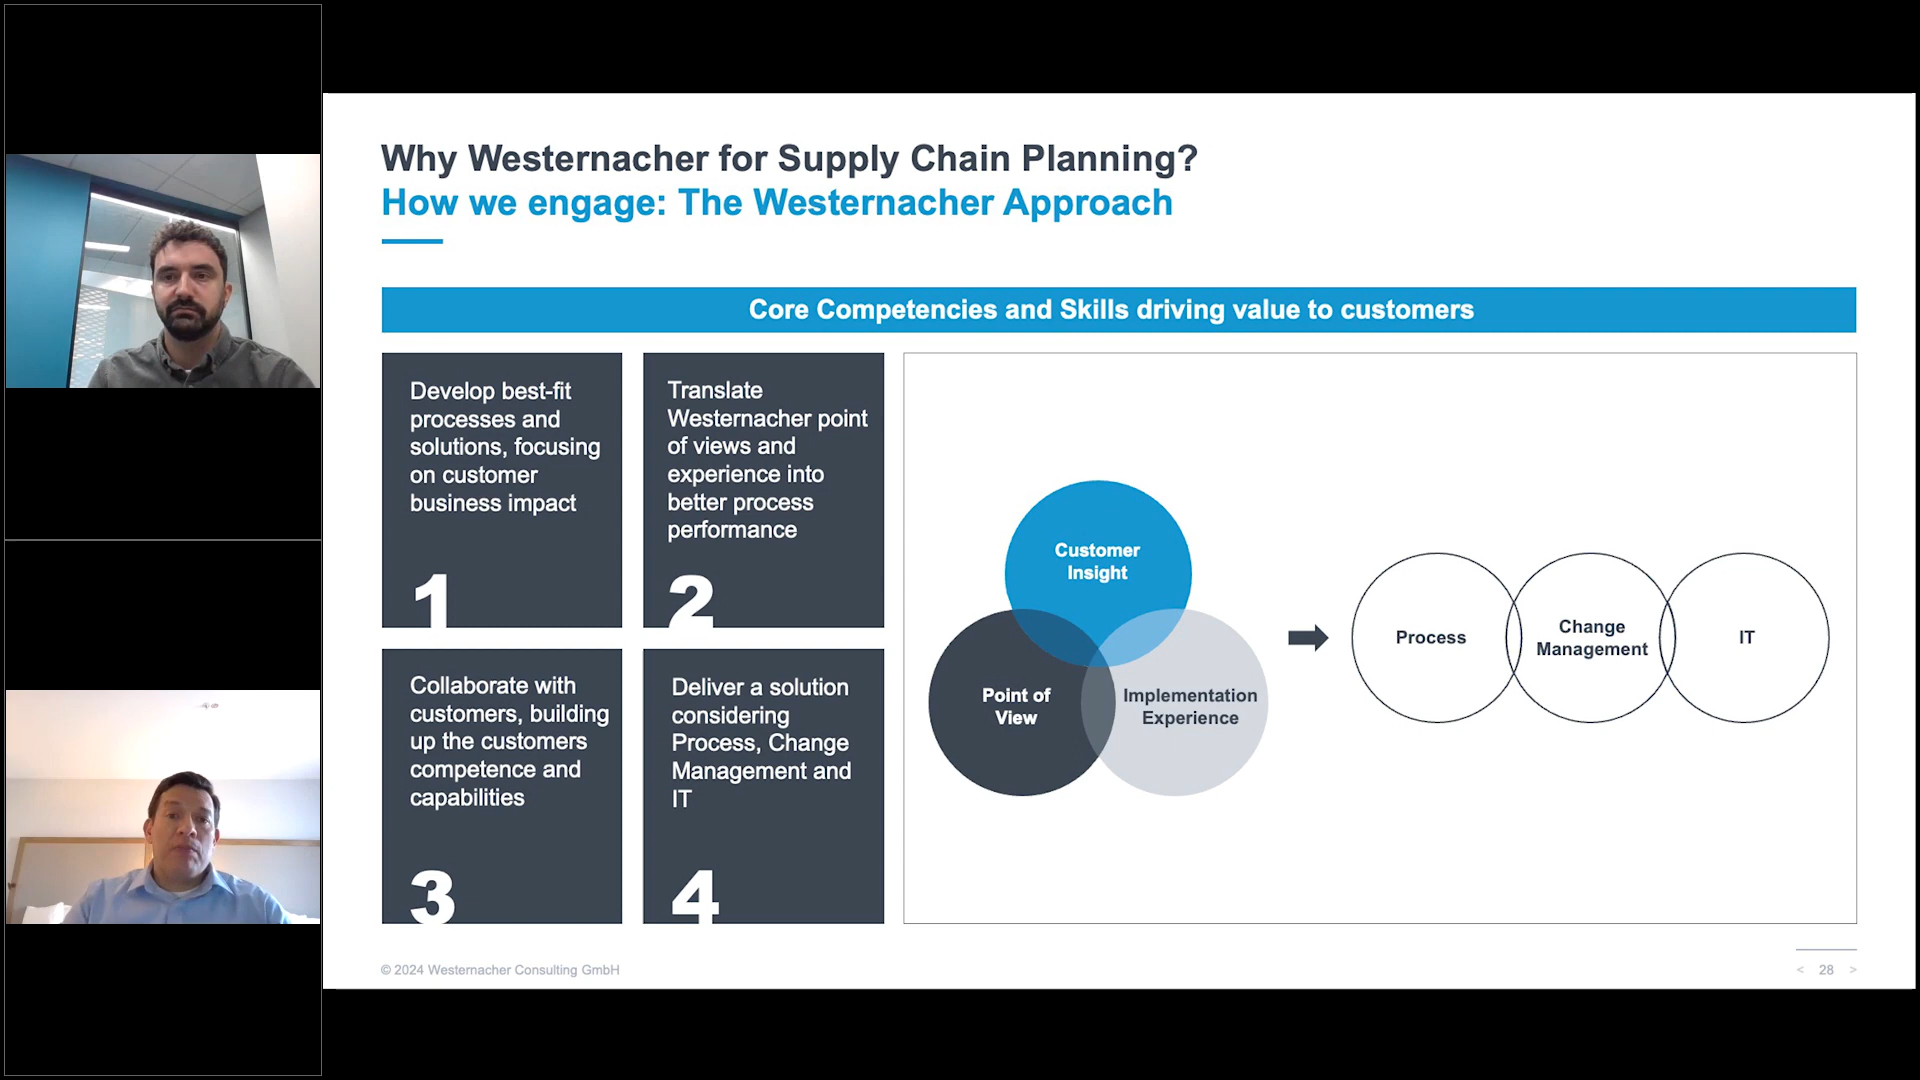 Why Westernacher for Supply Chain Planning?
How we engage: The Westernacher Approach
Core Competencies and Skills driving value to customers
Develop best-fit
processes and
solutions, focusing
on customer
business impact
1
Translate
Westernacher point
of views and
experience into
better process
performance
2
Collaborate with
customers, building
up the customers
competence and
capabilities
3
Deliver a solution
considering
Process, Change
Management and
IT
4
Customer
Insight
Point of
View
Implementation
Experience
Process
Change
Management
IT
© 2024 Westernacher Consulting GmbH
< 28 >